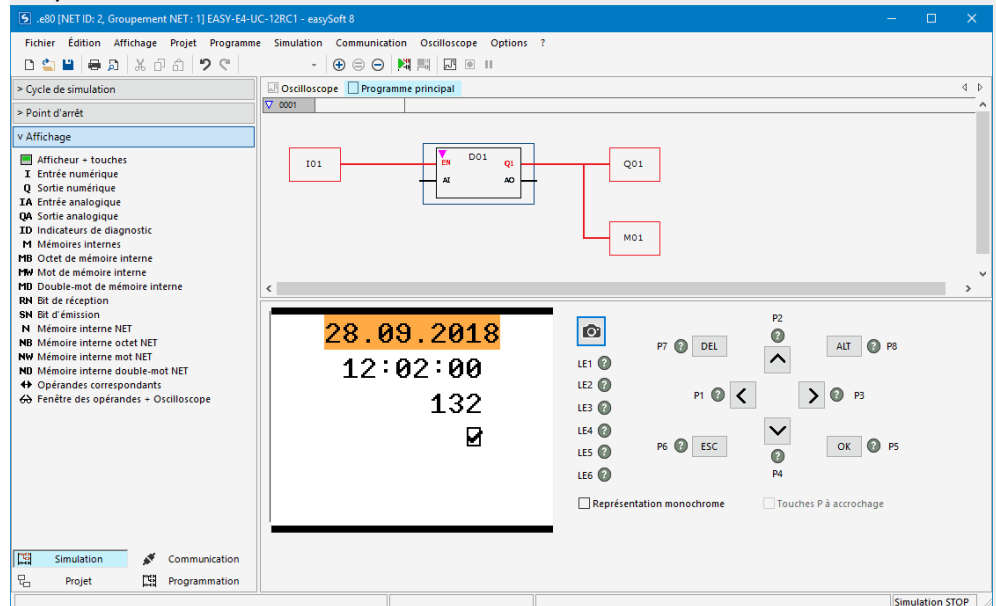 .e80 [NET ID: 2, Groupement NET : 1] EASY-E4-UC-12RC1 - easySoft 8
Fichier Édition Affichage Projet Programme Simulation Communication Oscilloscope Options ?
> Cycle de simulation
> Point d'arrêt
v Affichage
Afficheur + touches
I Entrée numérique
Q Sortie numérique
IA Entrée analogique
QA Sortie analogique
ID Indicateurs de diagnostic
M Mémoires internes
MB Octet de mémoire interne
MW Mot de mémoire interne
MD Double-mot de mémoire interne
RN Bit de réception
SN Bit d'émission
N Mémoire interne NET
NB Mémoire interne octet NET
NW Mémoire interne mot NET
ND Mémoire interne double-mot NET
Opérandes correspondants
Fenêtre des opérandes + Oscilloscope
Simulation Communication
Projet Programmation
Oscilloscope Programme principal
0001
I01
D01
EN Q1
AI AO
Q01
M01
28.09.2018
12:02:00
132
LE1 ?
LE2 ?
LE3 ?
LE4 ?
LE5 ?
LE6 ?
P2
?
P7 ? DEL
ALT ? P8
P1 ? <
> ? P3
P6 ? ESC
OK ? P5
?
P4
Représentation monochrome
Touches P à accrochage
Simulation STOP